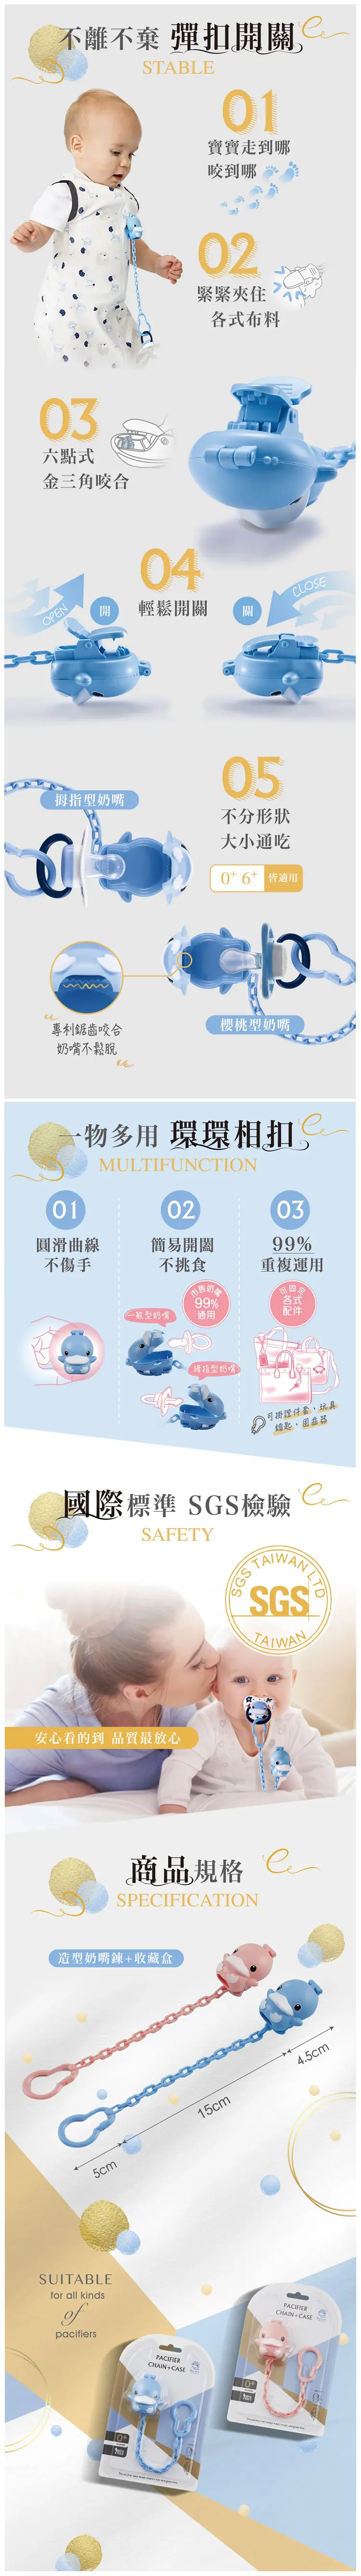 不離不棄 彈扣開關
STABLE
01
寶寶走到哪
咬到哪
02
緊緊夾住
各式布料
03
六點式
金三角咬合
04
輕鬆開關
OPEN
開
關
CLOSE
05
不分形狀
大小通吃
0+ 6+ 皆適用
拇指型奶嘴
專利鋸齒咬合
奶嘴不鬆脫
櫻桃型奶嘴
一物多用 環環相扣
MULTIFUNCTION
01
圓滑曲線
不傷手
02
簡易開闔
不挑食
市售奶嘴
99%
適用
一般型奶嘴
拇指型奶嘴
03
99%
重複運用
可固定
各式
配件
可掛證件套、玩具
鑰匙、固齒器
國際標準 SGS檢驗
SAFETY
SGS TAIWAN LTD
SGS
TAIWAN
安心看的到 品質最放心
商品規格
SPECIFICATION
造型奶嘴鍊+收藏盒
4.5cm
15cm
5cm
SUITABLE
for all kinds
of
pacifiers
PACIFIER
CHAIN+CASE
0+
PACIFIER
CHAIN+CASE
0+